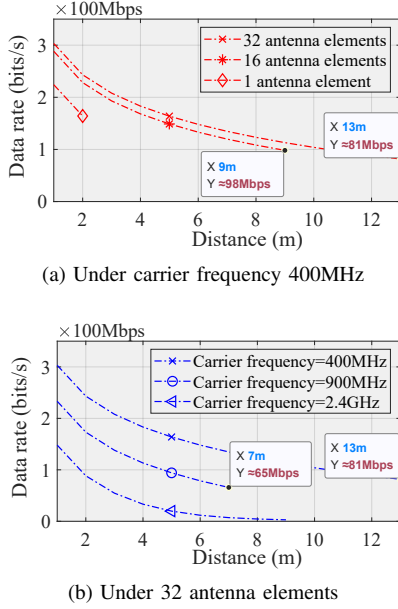 ×100Mbps
3
2
1
0
Data rate (bits/s)
32 antenna elements
16 antenna elements
1 antenna element
X 13m
Y ≈81Mbps
X 9m
Y ≈98Mbps
2 4 6 8 10 12
Distance (m)
(a) Under carrier frequency 400MHz
×100Mbps
3
2
1
0
Data rate (bits/s)
Carrier frequency=400MHz
Carrier frequency=900MHz
Carrier frequency=2.4GHz
X 7m
Y ≈65Mbps
X 13m
Y ≈81Mbps
2 4 6 8 10 12
Distance (m)
(b) Under 32 antenna elements